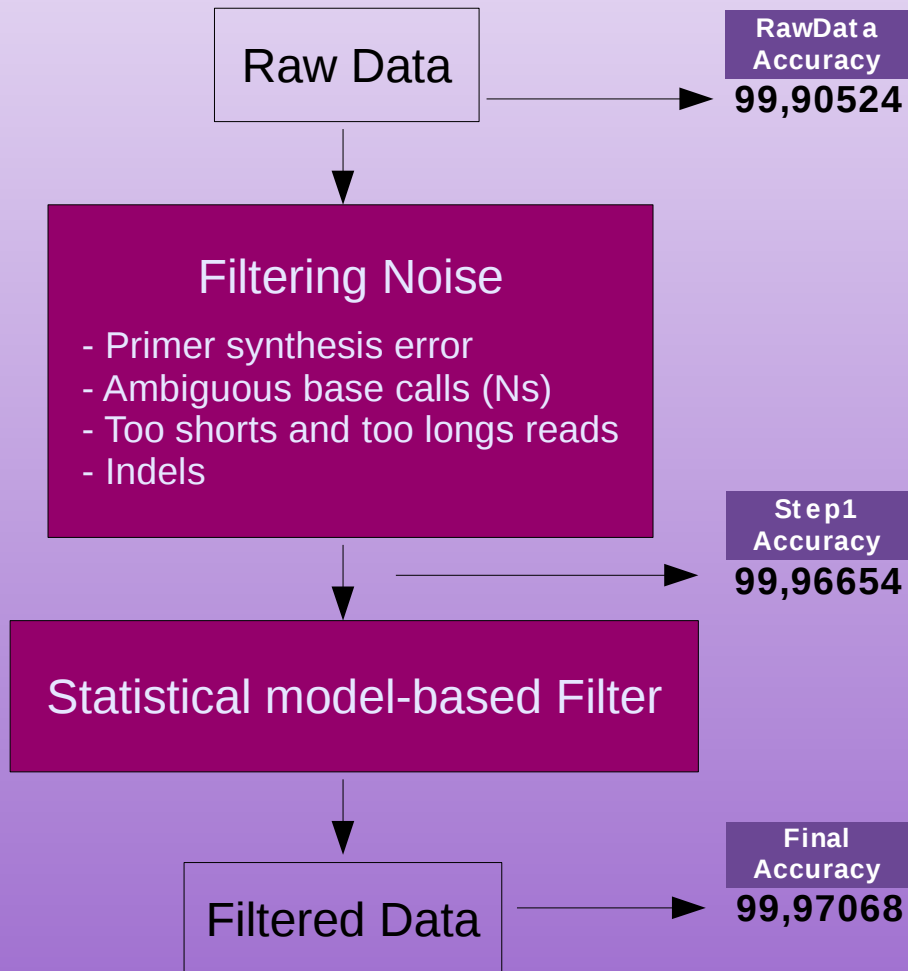 Raw Data
RawData
Accuracy
99,90524
Filtering Noise
- Primer synthesis error
- Ambiguous base calls (Ns)
- Too shorts and too longs reads
- Indels
Step1
Accuracy
99,96654
Statistical model-based Filter
Final
Accuracy
99,97068
Filtered Data